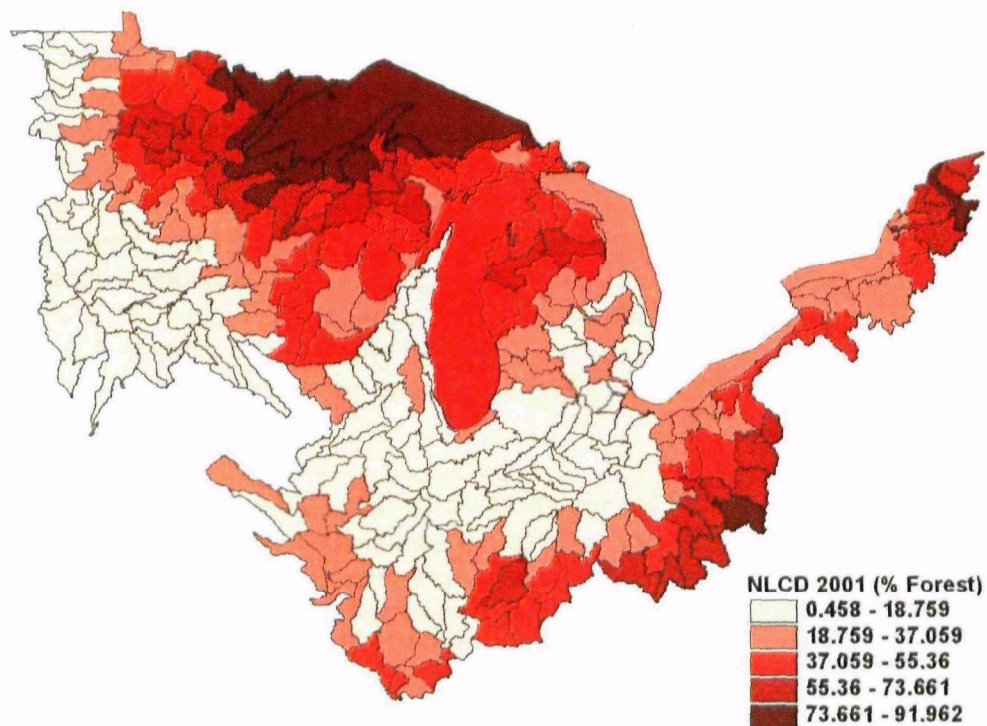 NLCD 2001 (% Forest)
0.458 - 18.759
18.759 - 37.059
37.059 - 55.36
55.36 - 73.661
73.661 - 91.962